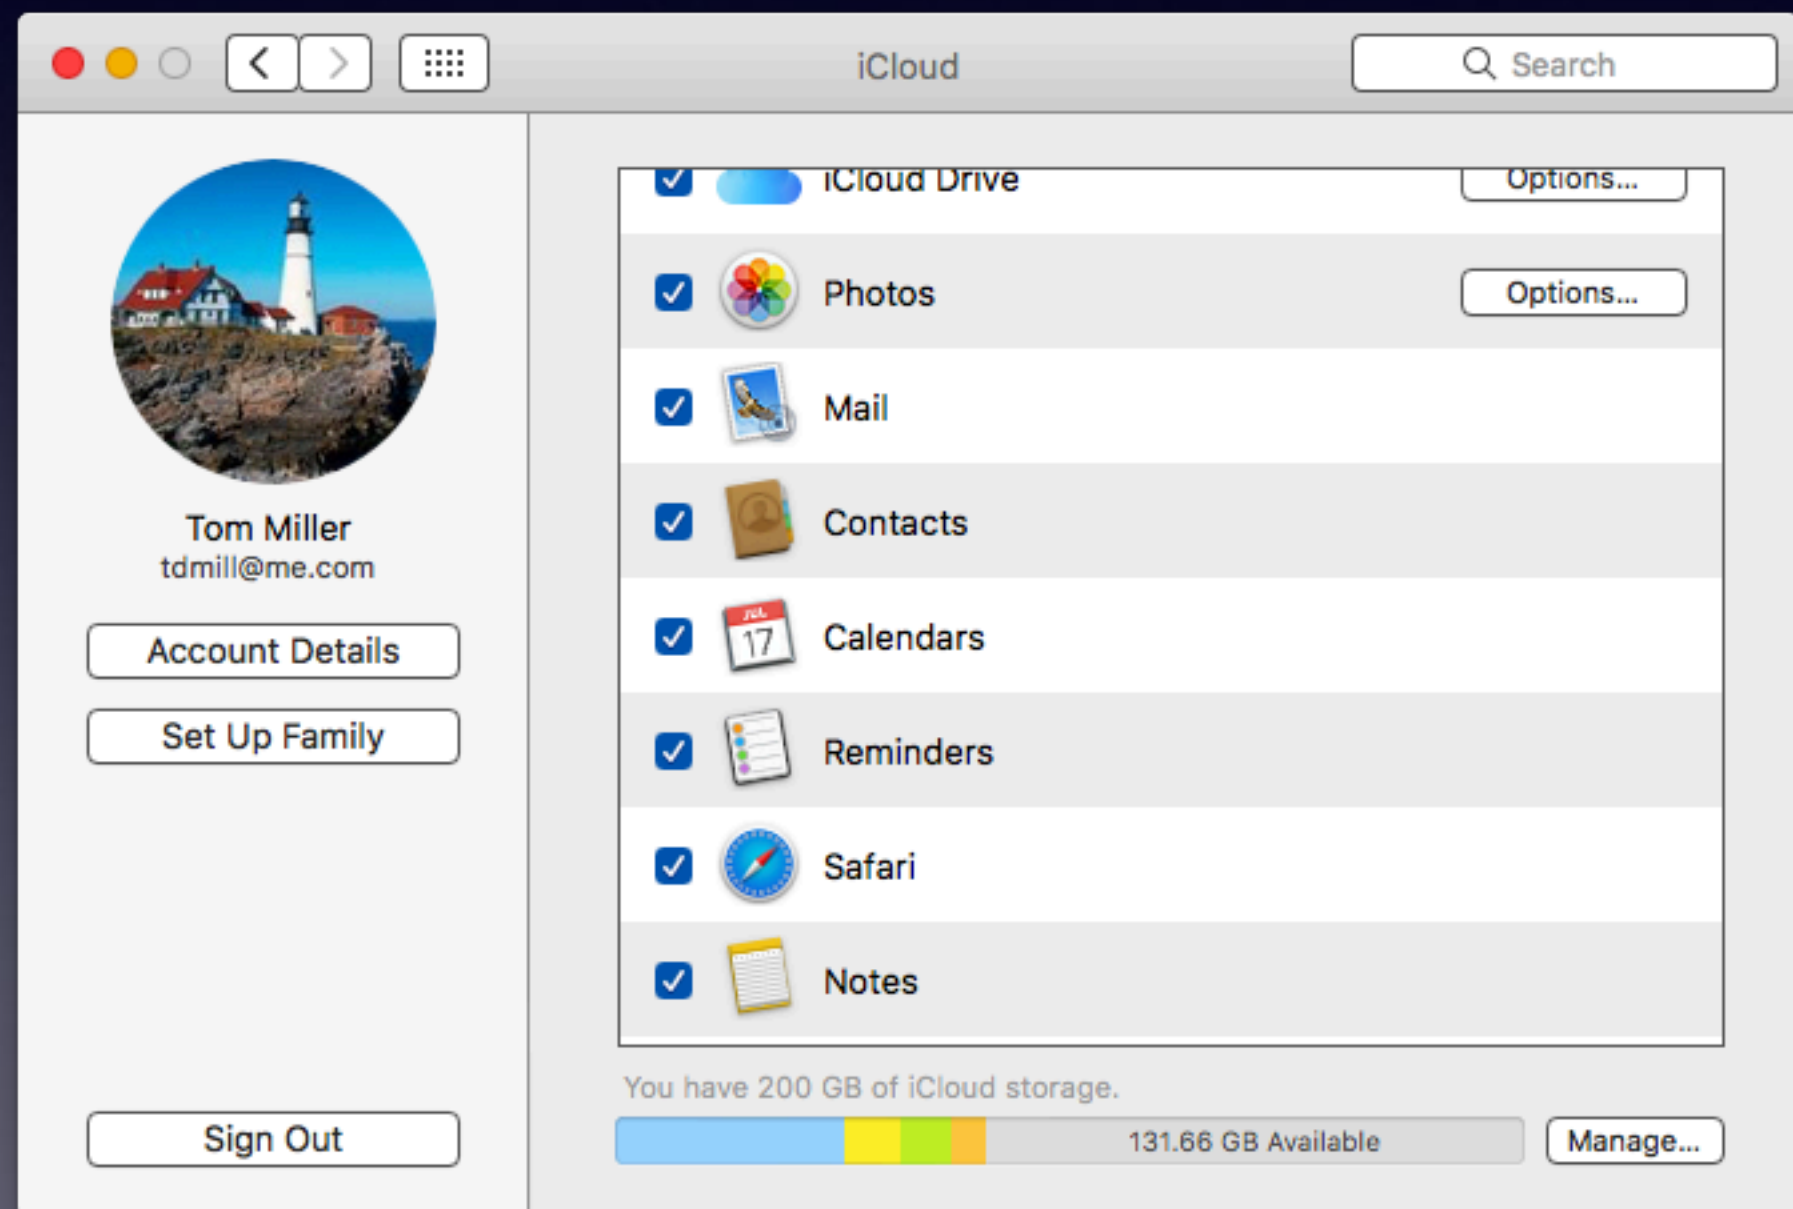 iCloud
Search
Tom Miller
tdmill@me.com
Account Details
Set Up Family
Sign Out
iCloud Drive
Options...
Photos
Options...
Mail
Contacts
JUL
17
Calendars
Reminders
Safari
Notes
You have 200 GB of iCloud storage.
131.66 GB Available
Manage...